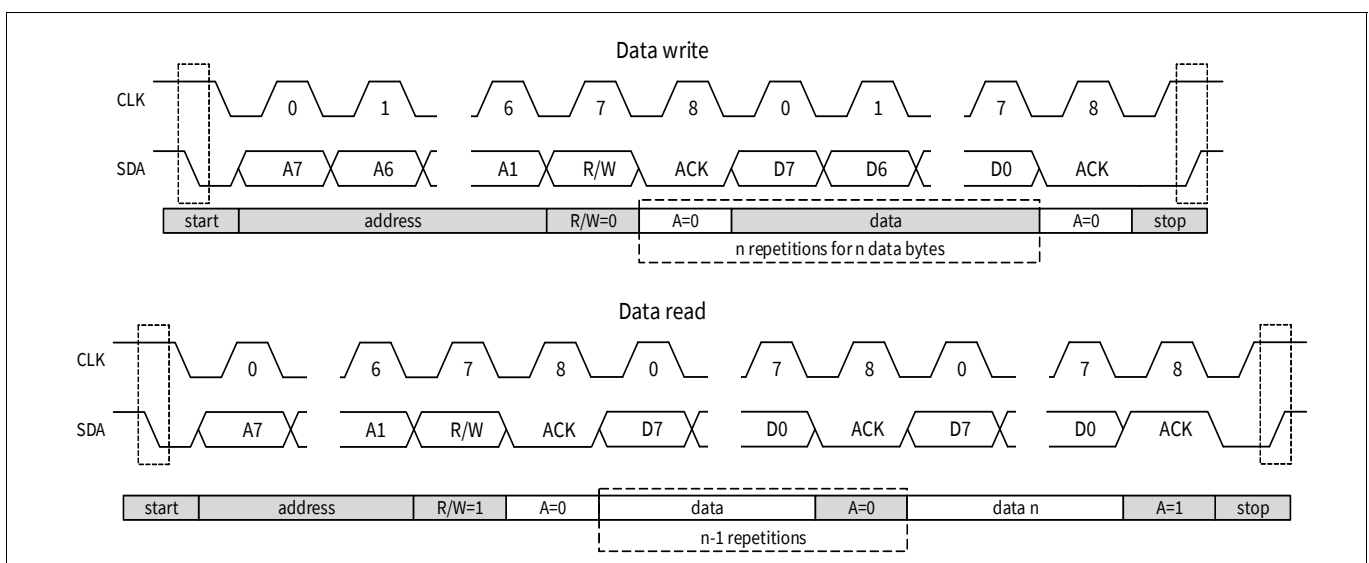 Data write
CLK 0 1 6 7 8 0 1 7 8
SDA A7 A6 A1 R/W ACK D7 D6 D0 ACK
start address R/W=0 A=0 data A=0 stop
n repetitions for n data bytes
Data read
CLK 0 6 7 8 0 7 8 0 7 8
SDA A7 A1 R/W ACK D7 D0 ACK D7 D0 ACK
start address R/W=1 A=0 data A=0 data n A=1 stop
n-1 repetitions